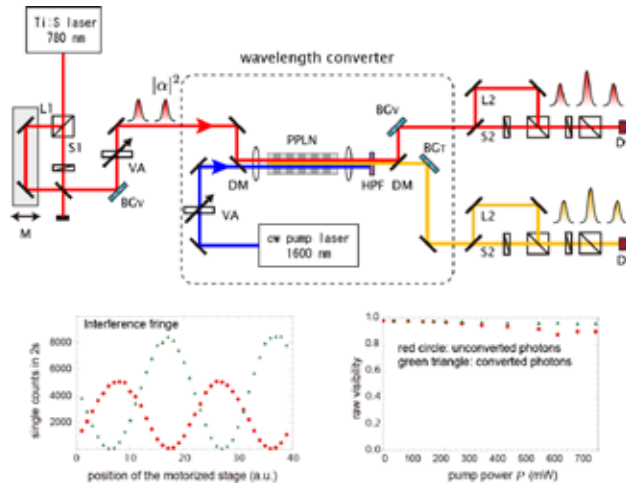 Ti:S laser
780 nm
wavelength converter
|α|²
L1
S1
VA
BGv
M
DM
PPLN
HPF
DM
BGv
BGT
VA
cw pump laser
1600 nm
L2
S2
D
L2
S2
D
Interference fringe
single counts in 2s
8000
6000
4000
2000
0 10 20 30 40
position of the motorized stage (a.u.)
raw visibility
1.0
0.8
0.6
0.4
0.2
0.0
red circle: unconverted photons
green triangle: converted photons
0 100 200 300 400 500 600 700
pump power P (mW)